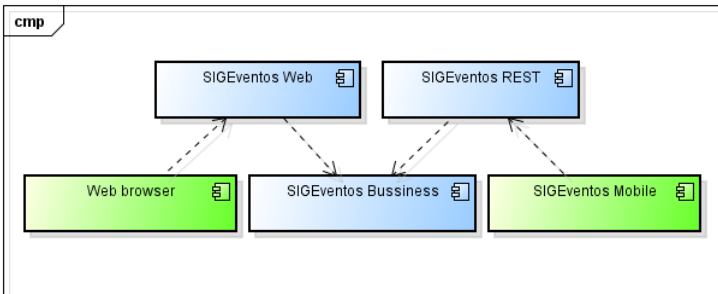 cmp
SIGEventos Web
SIGEventos REST
Web browser
SIGEventos Bussiness
SIGEventos Mobile